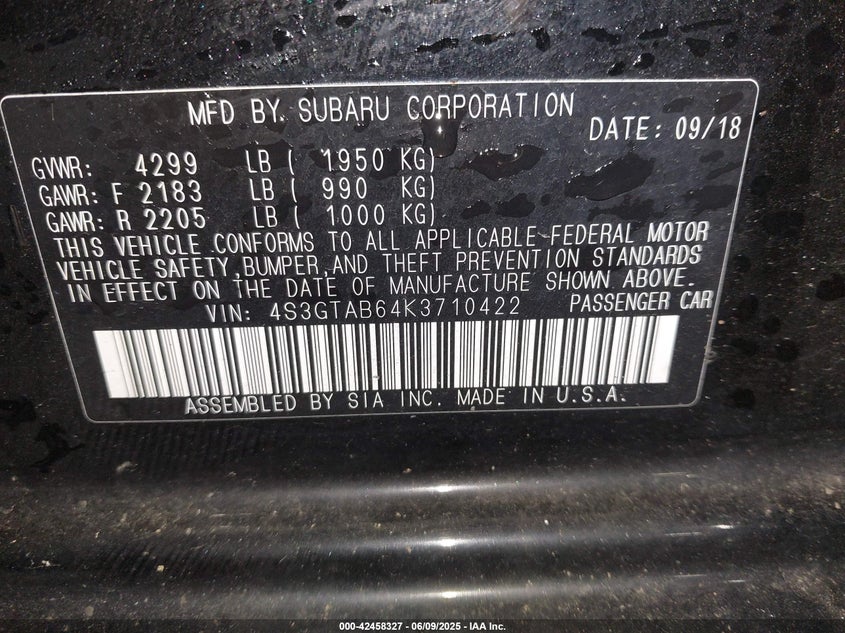 MFD BY. SUBARU CORPORATION
DATE: 09/18
GVWR: 4299 LB ( 1950 KG)
GAWR: F 2183 LB ( 990 KG)
GAWR: R 2205 LB ( 1000 KG)
THIS VEHICLE CONFORMS TO ALL APPLICABLE FEDERAL MOTOR
VEHICLE SAFETY, BUMPER, AND THEFT PREVENTION STANDARDS
IN EFFECT ON THE DATE OF MANUFACTURE SHOWN ABOVE.
VIN: 4S3GTAB64K3710422 PASSENGER CAR
ASSEMBLED BY SIA INC. MADE IN U.S.A.
000-42458327 - 06/09/2025 - IAA Inc.